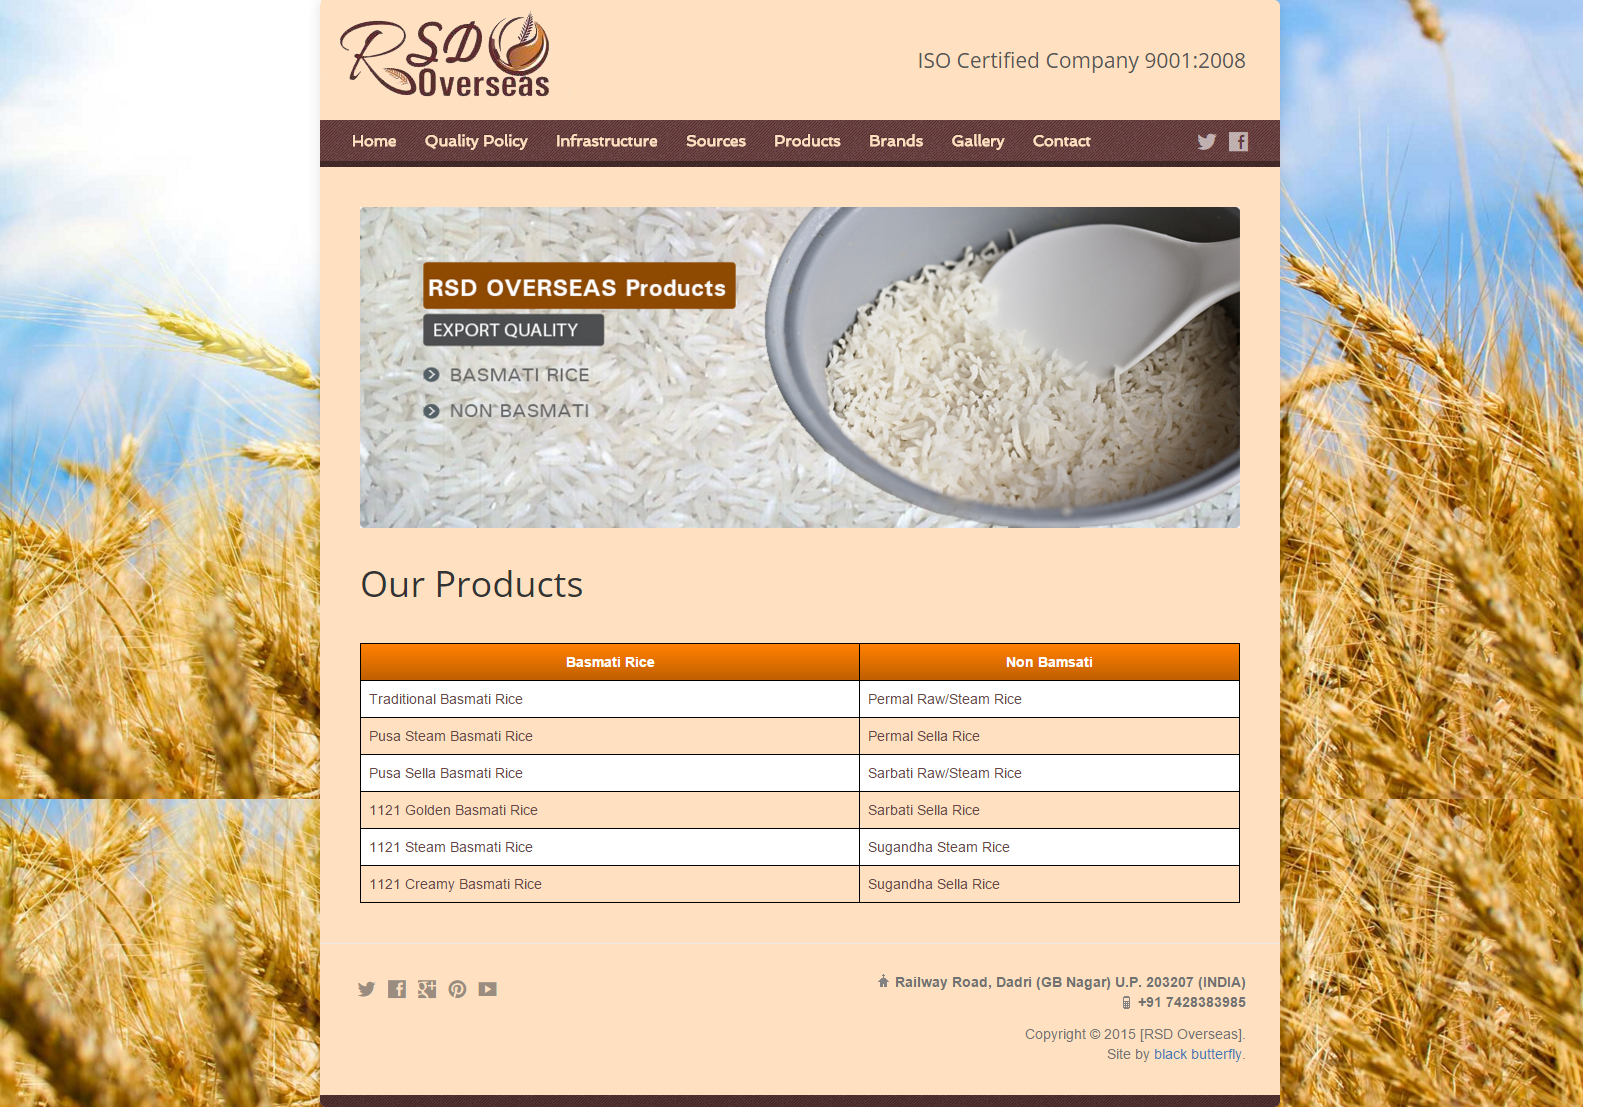 RSD
Overseas
ISO Certified Company 9001:2008
Home Quality Policy Infrastructure Sources Products Brands Gallery Contact
RSD OVERSEAS Products
EXPORT QUALITY
BASMATI RICE
NON BASMATI
Our Products
Basmati Rice Non Bamsati
Traditional Basmati Rice Permal Raw/Steam Rice
Pusa Steam Basmati Rice Permal Sella Rice
Pusa Sella Basmati Rice Sarbati Raw/Steam Rice
1121 Golden Basmati Rice Sarbati Sella Rice
1121 Steam Basmati Rice Sugandha Steam Rice
1121 Creamy Basmati Rice Sugandha Sella Rice
Railway Road, Dadri (GB Nagar) U.P. 203207 (INDIA)
+91 7428383985
Copyright © 2015 [RSD Overseas].
Site by black butterfly.